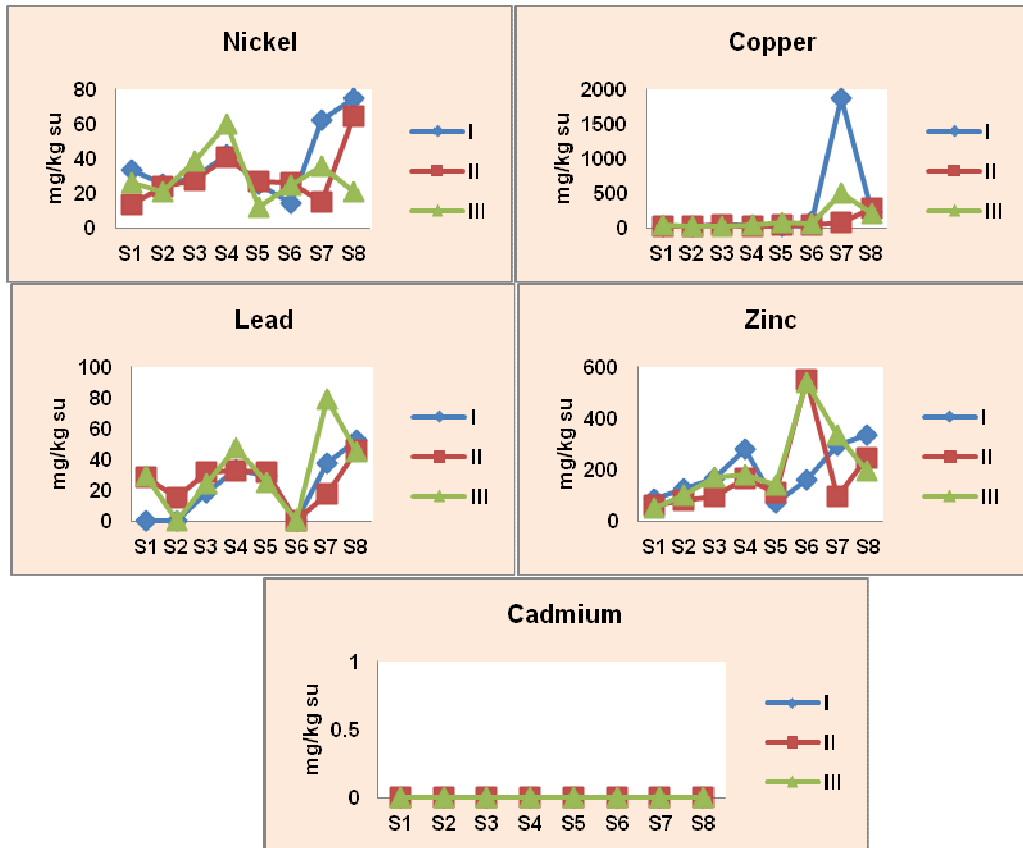 Nickel
mg/kg su
80
60
40
20
0
S1 S2 S3 S4 S5 S6 S7 S8
I
II
III
Copper
mg/kg su
2000
1500
1000
500
0
S1 S2 S3 S4 S5 S6 S7 S8
I
II
III
Lead
mg/kg su
100
80
60
40
20
0
S1 S2 S3 S4 S5 S6 S7 S8
I
II
III
Zinc
mg/kg su
600
400
200
0
S1 S2 S3 S4 S5 S6 S7 S8
I
II
III
Cadmium
mg/kg su
1
0.5
0
S1 S2 S3 S4 S5 S6 S7 S8
I
II
III